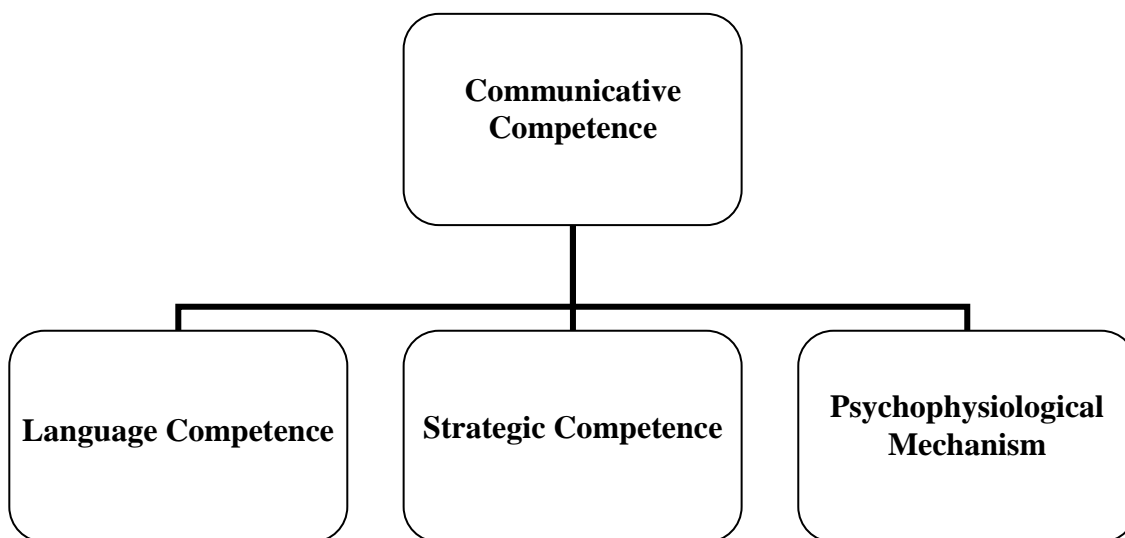 Communicative
Competence
Language Competence
Strategic Competence
Psychophysiological
Mechanism